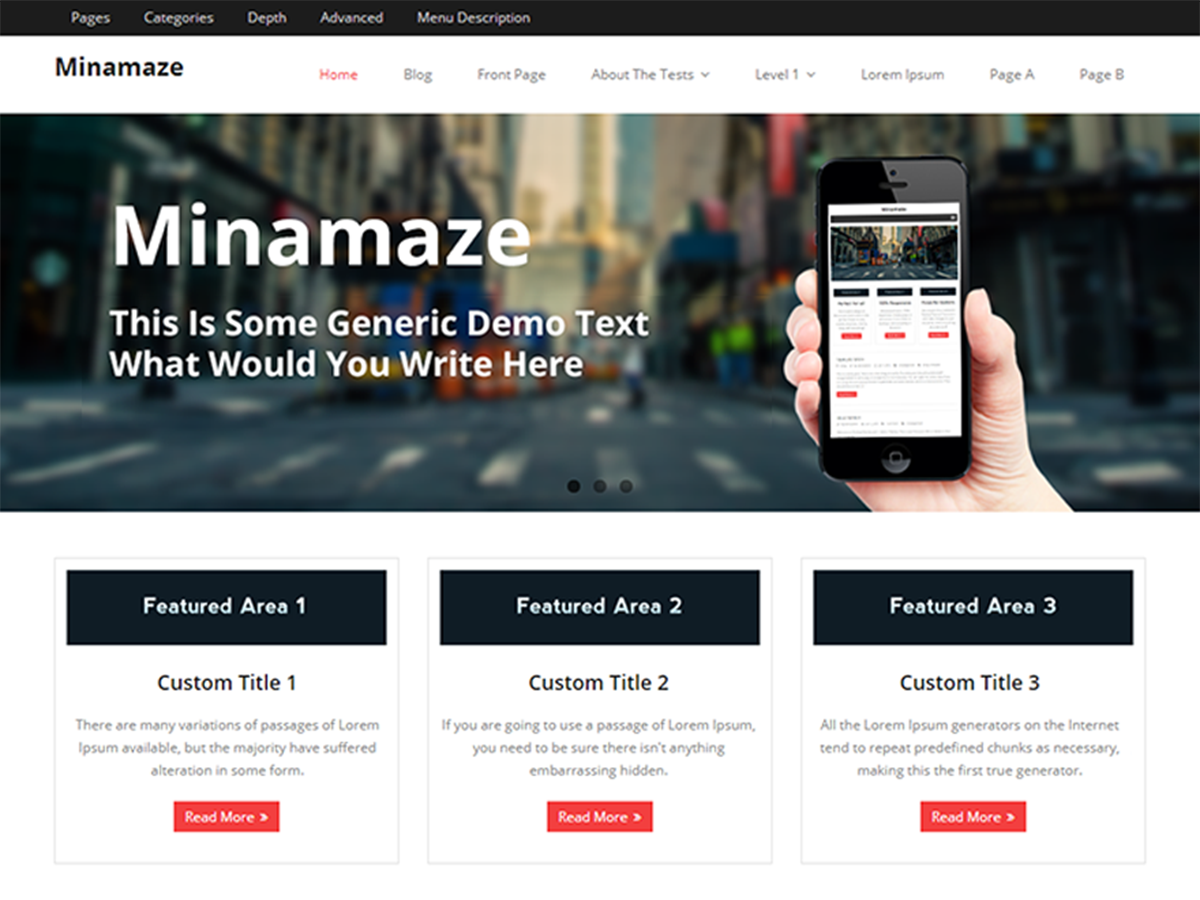 Pages Categories Depth Advanced Menu Description
Minamaze
Home Blog Front Page About The Tests Level 1 Lorem Ipsum Page A Page B
Minamaze
This Is Some Generic Demo Text
What Would You Write Here
Featured Area 1
Custom Title 1
There are many variations of passages of Lorem
Ipsum available, but the majority have suffered
alteration in some form.
Read More »
Featured Area 2
Custom Title 2
If you are going to use a passage of Lorem Ipsum,
you need to be sure there isn't anything
embarrassing hidden.
Read More »
Featured Area 3
Custom Title 3
All the Lorem Ipsum generators on the Internet
tend to repeat predefined chunks as necessary,
making this the first true generator.
Read More »